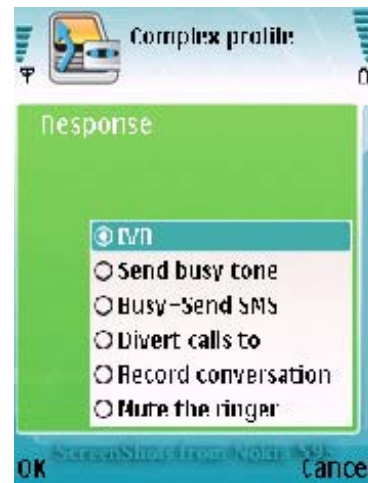 Complex profile
Response
IVR
Send busy tone
Busy-Send SMS
Divert calls to
Record conversation
Mute the ringer
ScreenShots from Nokia N95
OK
Cance